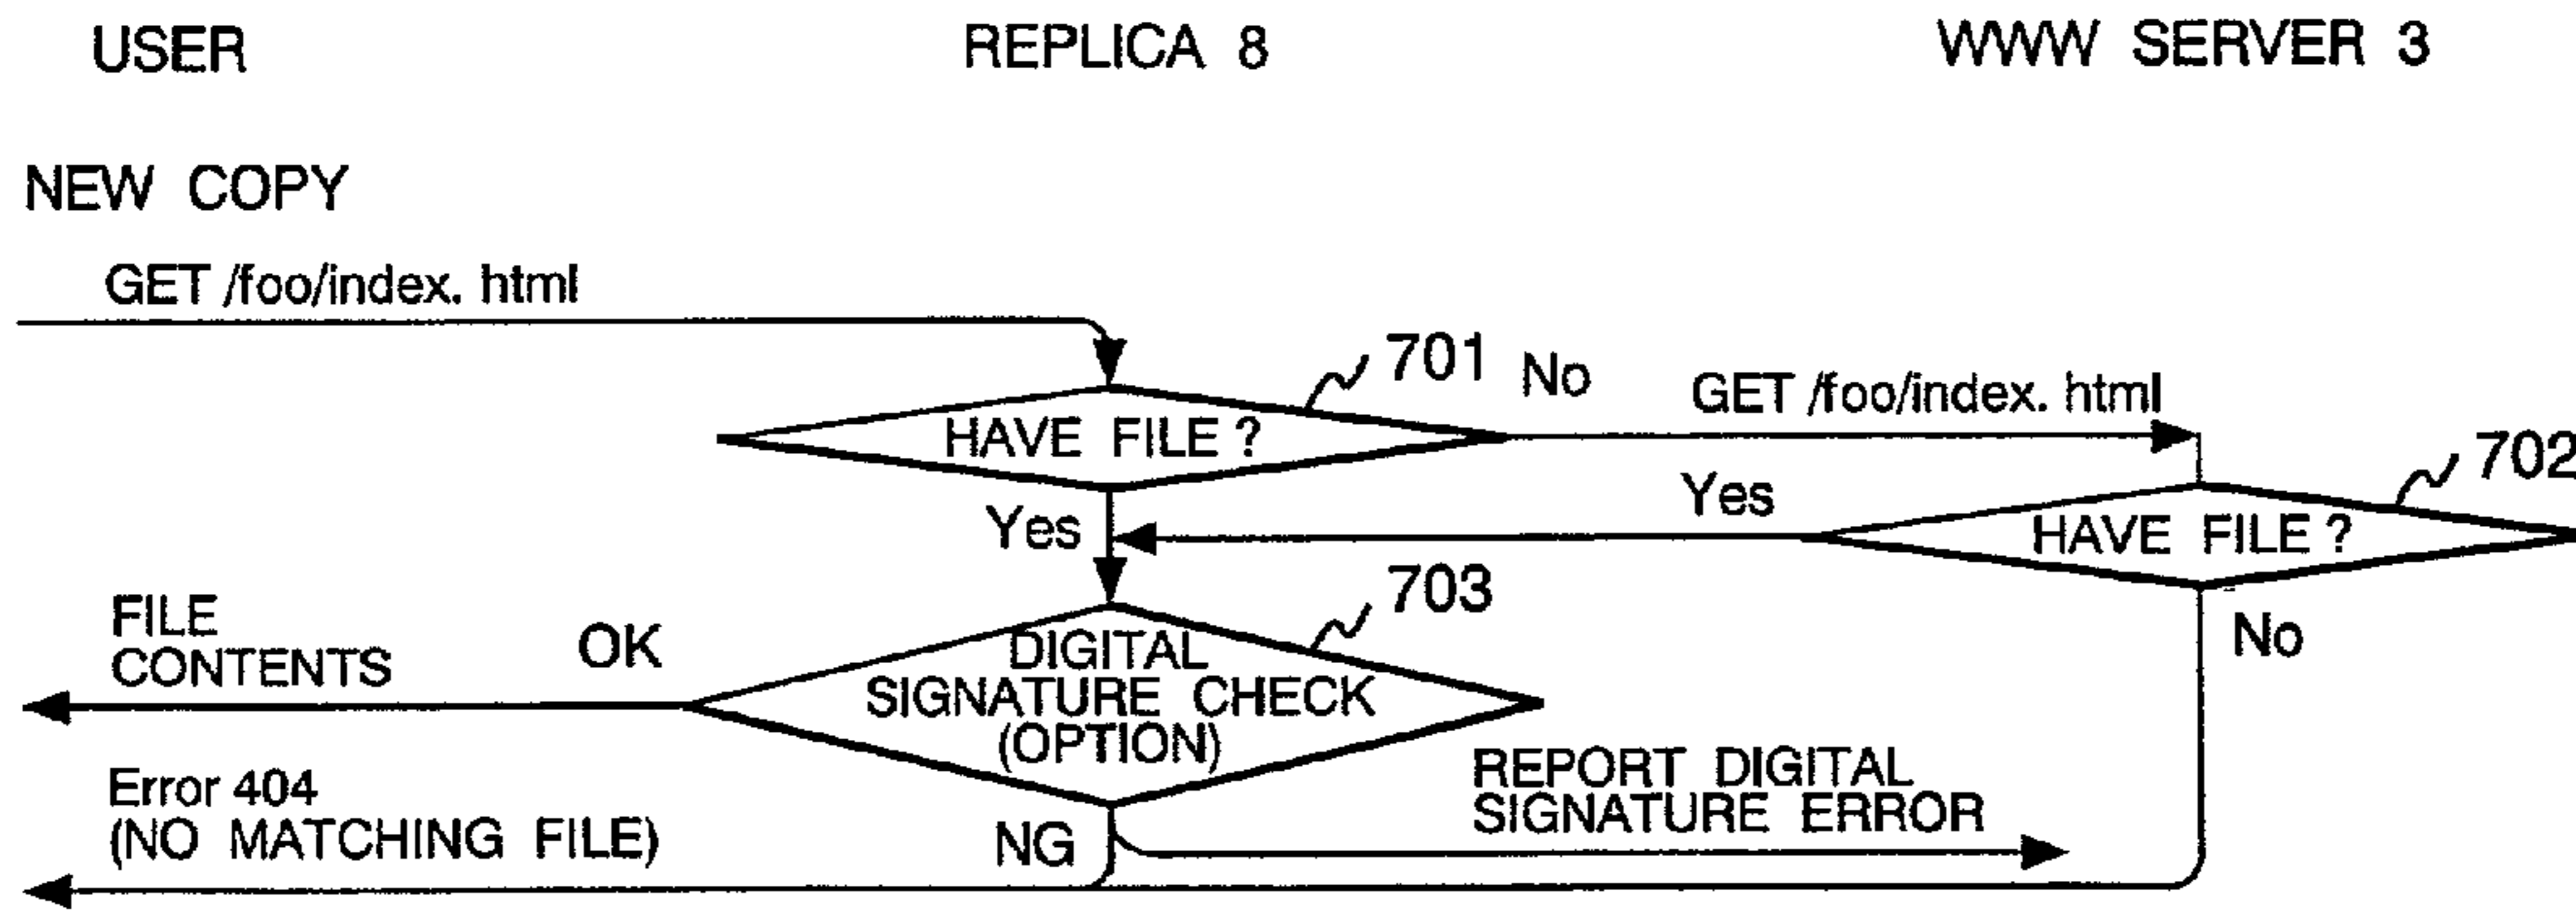 USER REPLICA 8 WWW SERVER 3
NEW COPY
GET /foo/index. html
701
No
GET /foo/index. html
HAVE FILE ?
702
Yes
Yes
HAVE FILE ?
703
FILE
CONTENTS
OK
DIGITAL
SIGNATURE CHECK
(OPTION)
No
Error 404
(NO MATCHING FILE)
NG
REPORT DIGITAL
SIGNATURE ERROR